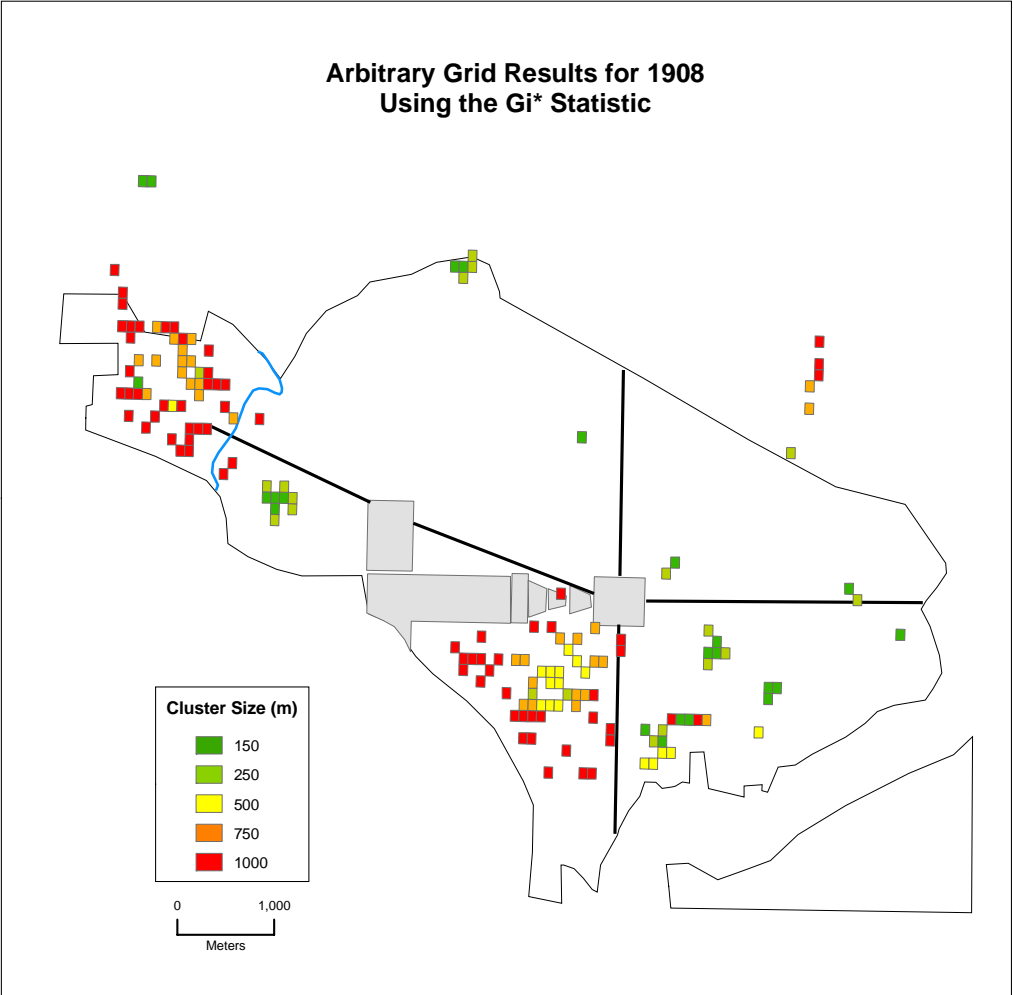 Arbitrary Grid Results for 1908
Using the Gi* Statistic
Cluster Size (m)
150
250
500
750
1000
0 1,000
Meters